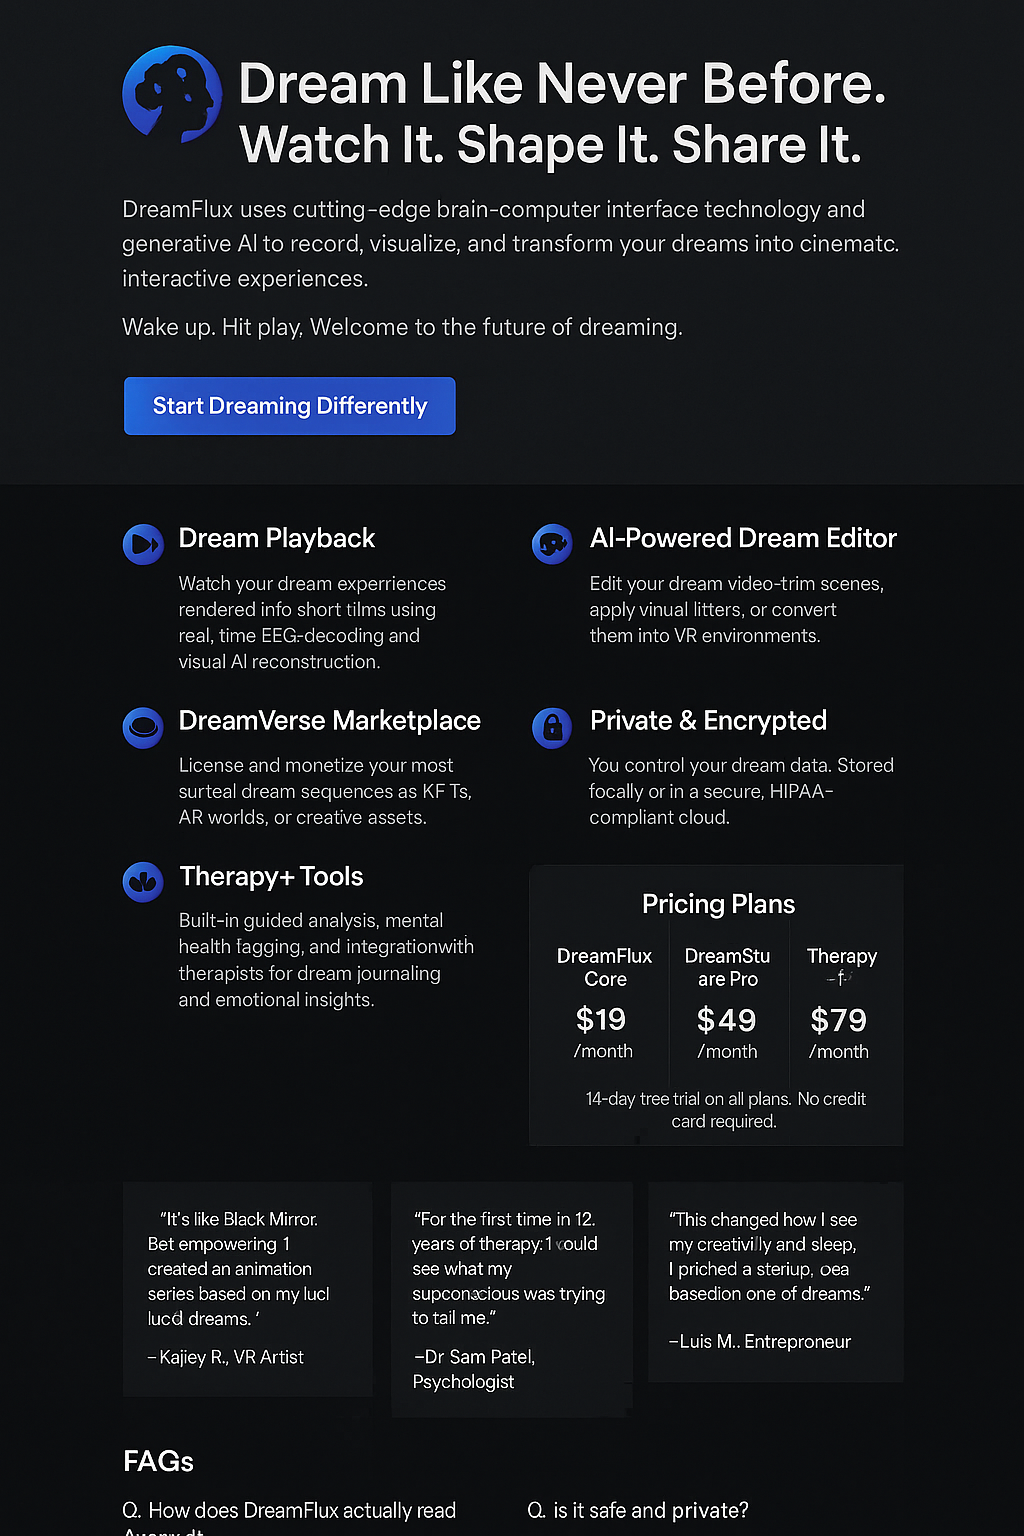 Dream Like Never Before.
Watch It. Shape It. Share It.
DreamFlux uses cutting-edge brain-computer interface technology and
generative AI to record, visualize, and transform your dreams into cinematc.
interactive experiences.
Wake up. Hit play, Welcome to the future of dreaming.
Start Dreaming Differently
Dream Playback
Watch your dream experriences
rendered info short tilms using
real, time EEG-decoding and
visual AI reconstruction.
AI-Powered Dream Editor
Edit your dream video-trim scenes,
apply vinual litters, or convert
them into VR environments.
DreamVerse Marketplace
License and monetize your most
surteal dream sequences as KF Ts,
AR worlds, or creative assets.
Private & Encrypted
You control your dream data. Stored
focally or in a secure, HIPAA-
compliant cloud.
Therapy+ Tools
Built-in guided analysis, mental
health fagging, and integrationwith
therapists for dream journaling
and emotional insights.
Pricing Plans
DreamFlux
Core
$19
/month
DreamStu
are Pro
$49
/month
Therapy
$79
/month
14-day tree trial on all plans. No credit
card required.
“It's like Black Mirror.
Bet empowering 1
created an animation
series based on my lucl
lucd dreams. ‘
–Kajiey R., VR Artist
“For the first time in 12.
years of therapy: 1 could
see what my
supconscious was trying
to tail me.”
–Dr Sam Patel,
Psychologist
“This changed how I see
my creativilly and sleep,
I priched a steriup, oea
basedion one of dreams.”
–Luis M.. Entreproneur
FAGs
Q. How does DreamFlux actually read
Q. is it safe and private?